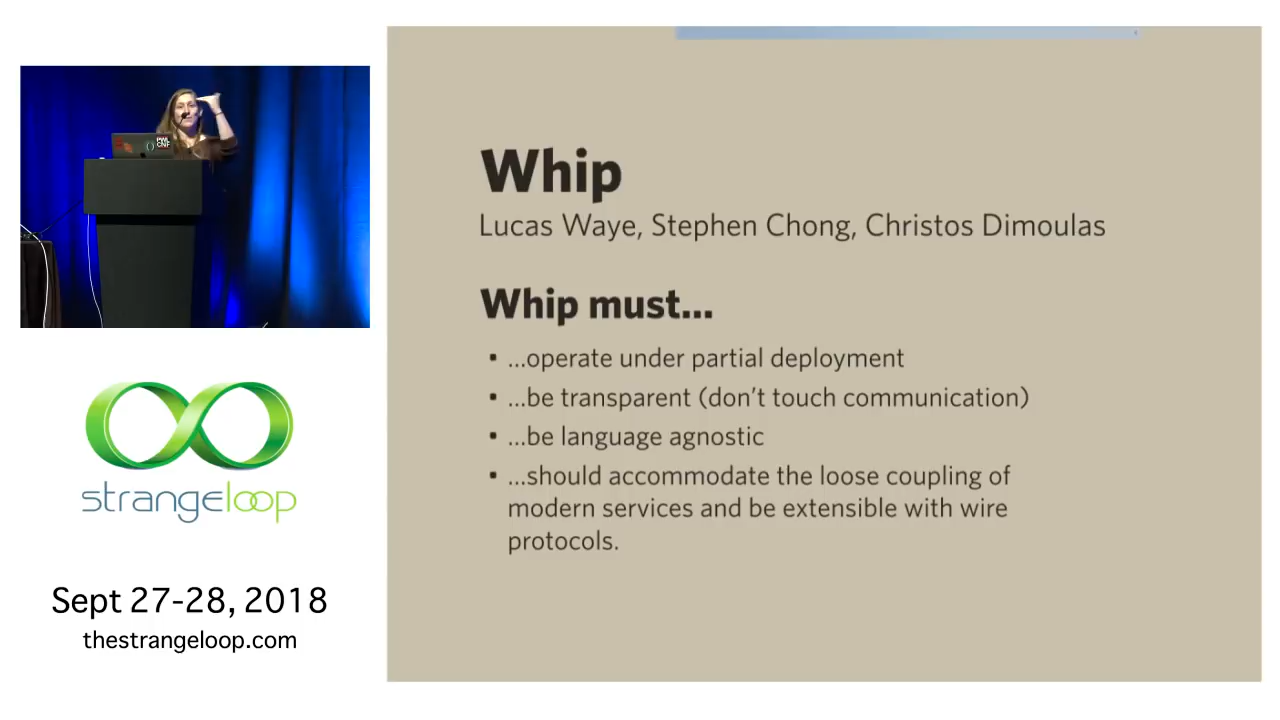 Whip
Lucas Waye, Stephen Chong, Christos Dimoulas
Whip must...
• ...operate under partial deployment
• ...be transparent (don't touch communication)
• ...be language agnostic
• ...should accommodate the loose coupling of
modern services and be extensible with wire
protocols.
PWL
CNF
strangeloop
Sept 27-28, 2018
thestrangeloop.com